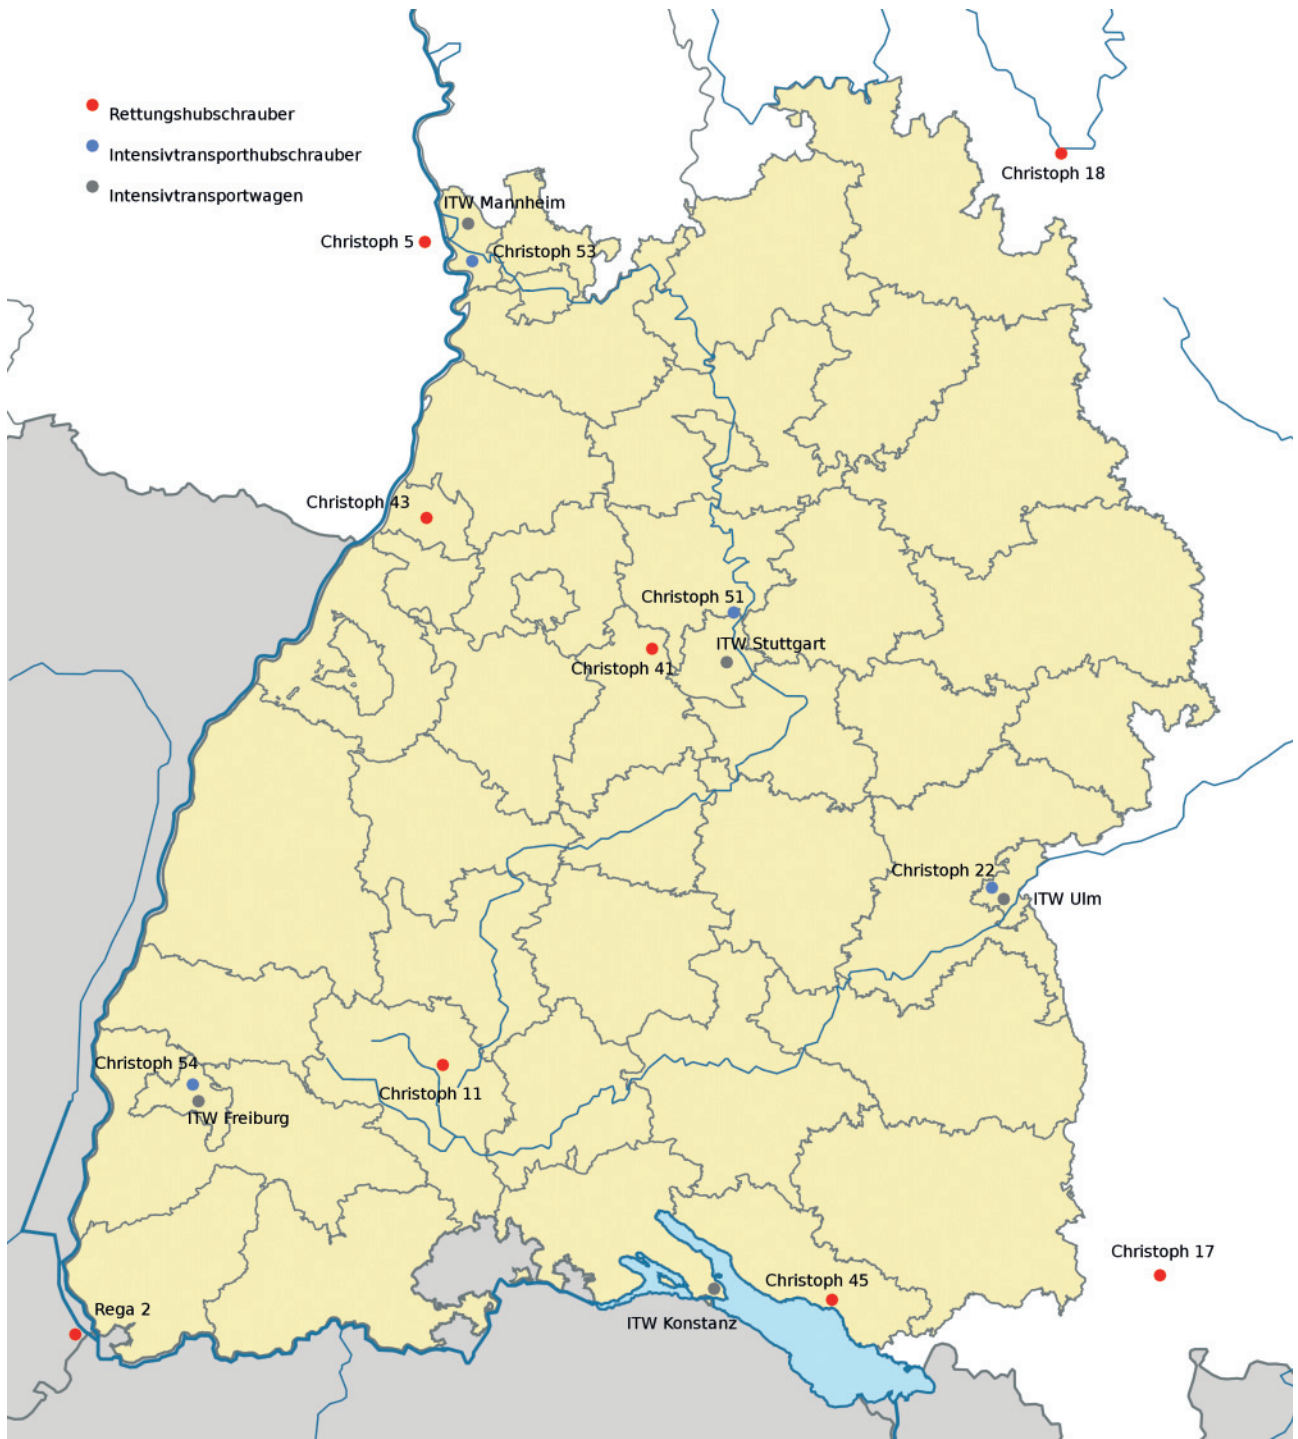 Rettungshubschrauber
Intensivtransporthubschrauber
Intensivtransportwagen
Christoph 18
ITW Mannheim
Christoph 5
Christoph 53
Christoph 43
Christoph 51
ITW Stuttgart
Christoph 41
Christoph 22
ITW Ulm
Christoph 54
Christoph 11
ITW Freiburg
Christoph 17
Christoph 45
Rega 2
ITW Konstanz